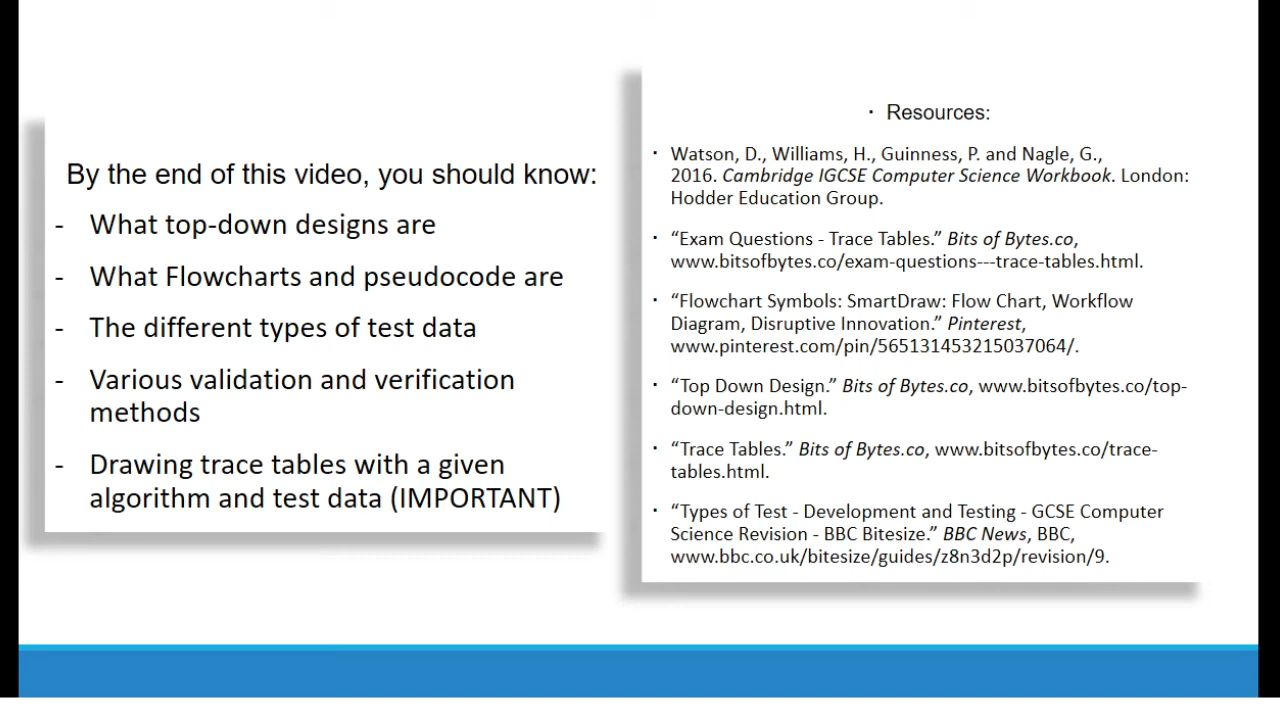 By the end of this video, you should know:
- What top-down designs are
- What Flowcharts and pseudocode are
- The different types of test data
- Various validation and verification
methods
- Drawing trace tables with a given
algorithm and test data (IMPORTANT)
· Resources:
· Watson, D., Williams, H., Guinness, P. and Nagle, G.,
2016. Cambridge IGCSE Computer Science Workbook. London:
Hodder Education Group.
· “Exam Questions - Trace Tables.” Bits of Bytes.co,
www.bitsofbytes.co/exam-questions---trace-tables.html.
· “Flowchart Symbols: SmartDraw: Flow Chart, Workflow
Diagram, Disruptive Innovation.” Pinterest,
www.pinterest.com/pin/565131453215037064/.
· “Top Down Design.” Bits of Bytes.co, www.bitsofbytes.co/top-
down-design.html.
· “Trace Tables.” Bits of Bytes.co, www.bitsofbytes.co/trace-
tables.html.
· “Types of Test - Development and Testing - GCSE Computer
Science Revision - BBC Bitesize.” BBC News, BBC,
www.bbc.co.uk/bitesize/guides/z8n3d2p/revision/9.